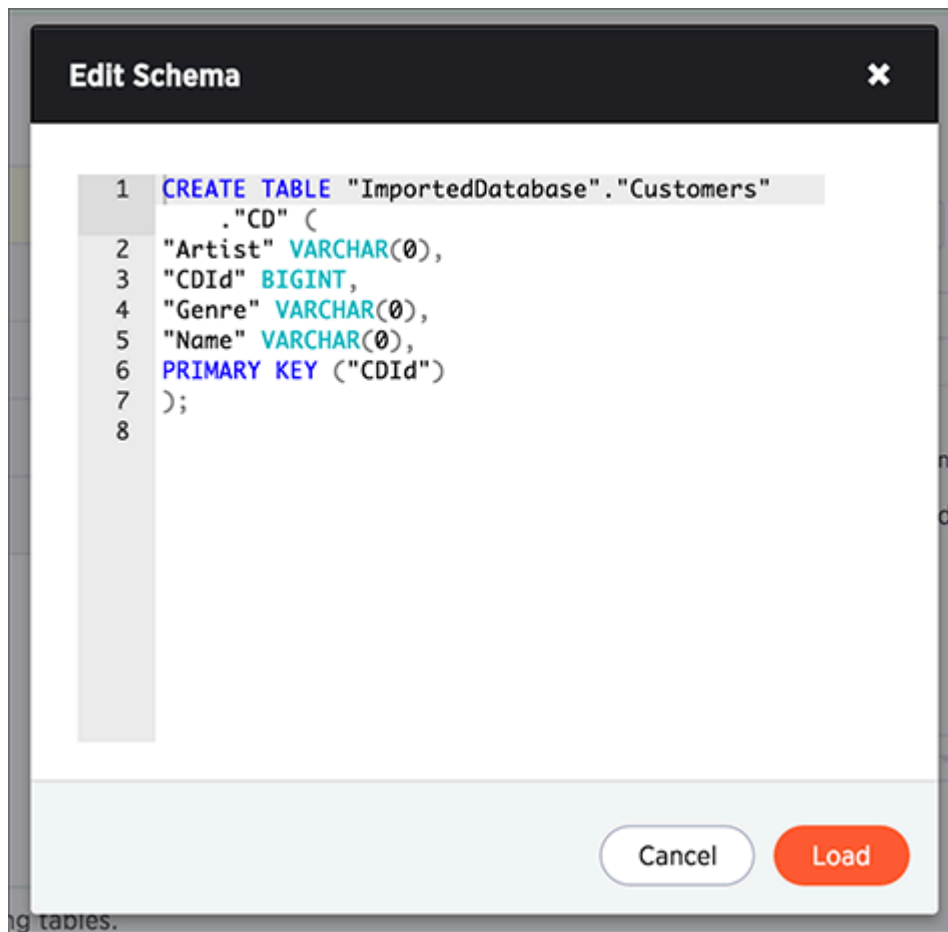 Edit Schema
1 CREATE TABLE "ImportedDatabase"."Customers"
."CD" (
2 "Artist" VARCHAR(0),
3 "CDId" BIGINT,
4 "Genre" VARCHAR(0),
5 "Name" VARCHAR(0),
6 PRIMARY KEY ("CDId")
7 );
8
Cancel Load
tables.